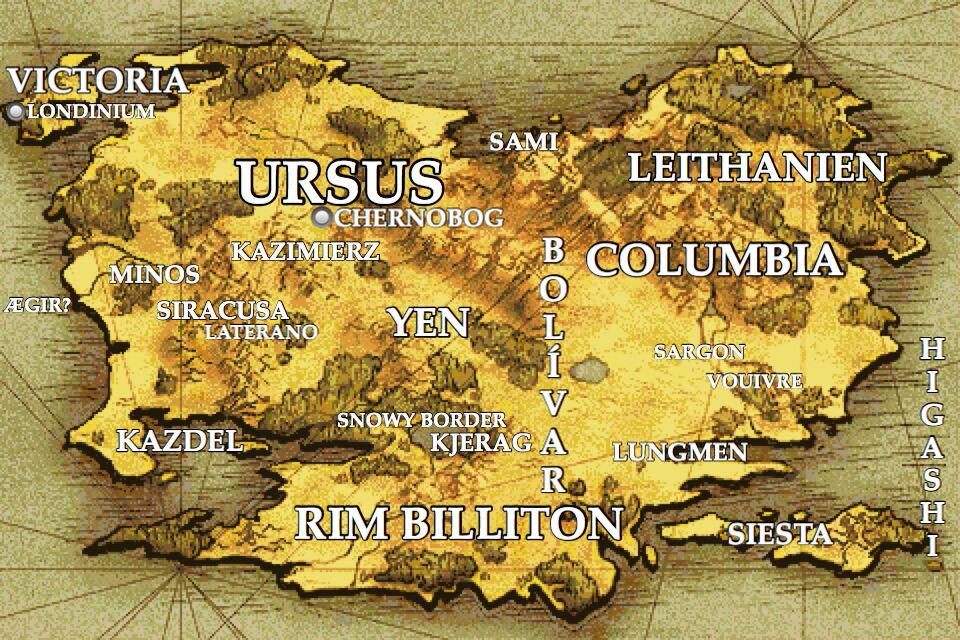 VICTORIA
LONDINIUM
SAMI
URSUS
LEITHANIEN
CHERNOBOG
KAZIMIERZ
BOLÍVAR
COLUMBIA
MINOS
ÆGIR?
SIRACUSA
LATERANO
YEN
SARGON
HIGASHI
VOUIVRE
SNOWY BORDER
KAZDEL
KJERAG
LUNGMEN
RIM BILLITON
SIESTA